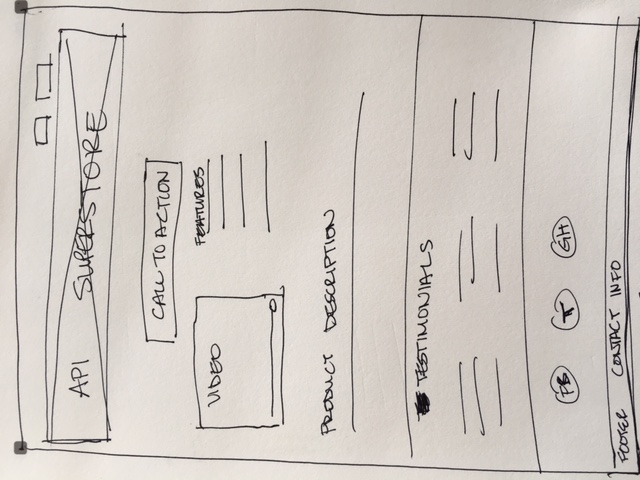 API SUPERSTORE
CALL TO ACTION
VIDEO
FEATURES
PRODUCT DESCRIPTION
TESTIMONIALS
FB T GH
FOOTER CONTACT INFO